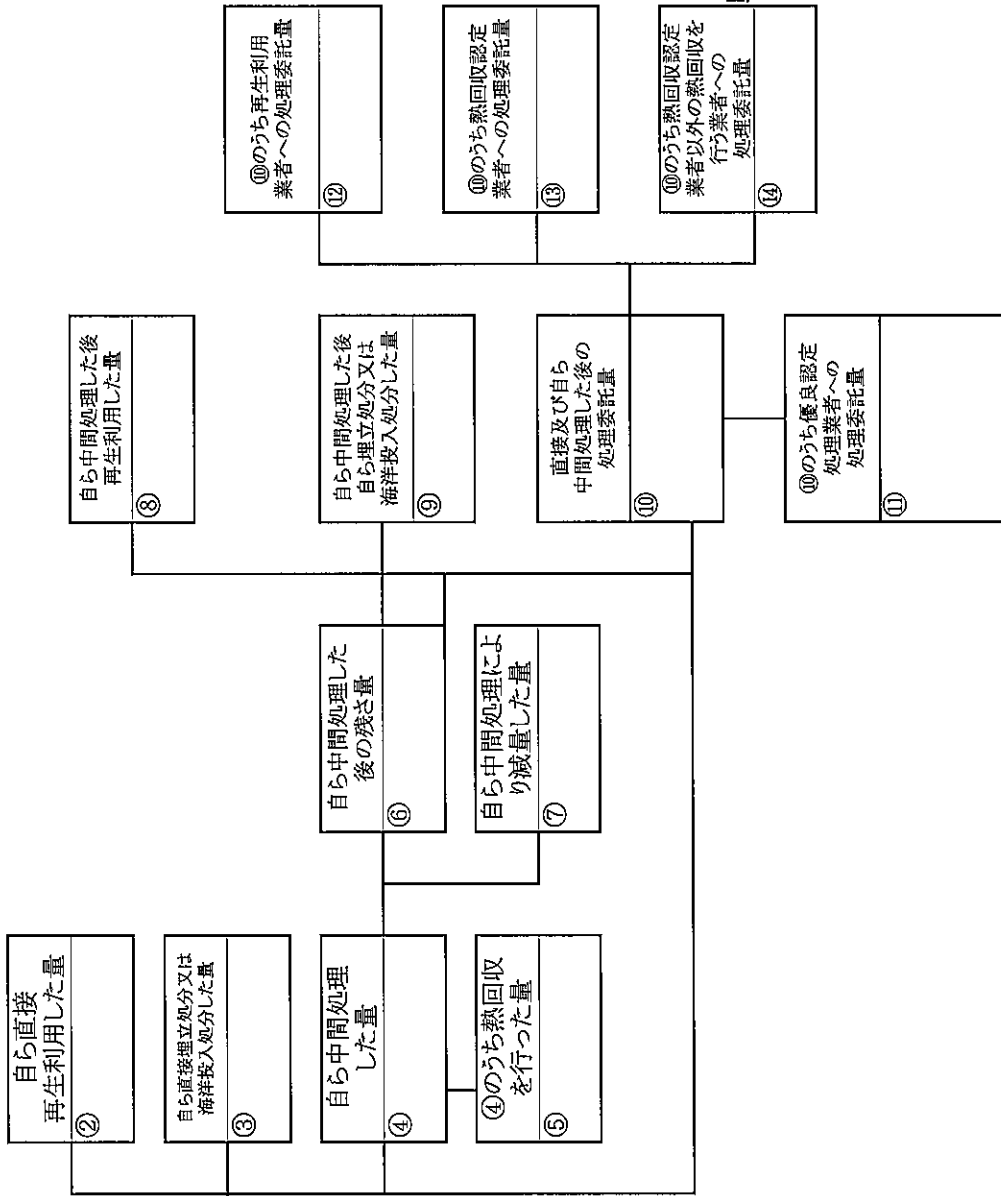 自ら直接
再生利用した量
②
自ら直接埋立処分又は
海洋投入処分した量
③
自ら中間処理
した量
④
④のうち熱回収
を行った量
⑤
自ら中間処理した
後の残さ量
⑥
自ら中間処理によ
り減量した量
⑦
自ら中間処理した後
再生利用した量
⑧
自ら中間処理した後
自ら埋立処分又は
海洋投入処分した量
⑨
直接及び自ら
中間処理した後の
処理委託量
⑩
⑩のうち優良認定
処理業者への
処理委託量
⑪
⑩のうち再生利用
業者への処理委託量
⑫
⑩のうち熱回収認定
業者への処理委託量
⑬
⑩のうち熱回収認定
業者以外の熱回収を
行う業者への
処理委託量
⑭